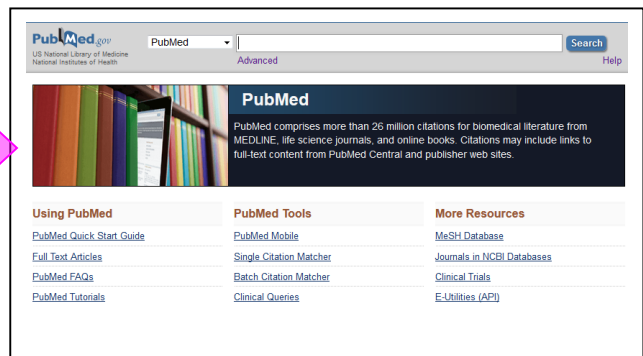 PubMed.gov
US National Library of Medicine
National Institutes of Health
PubMed
Search
Advanced
Help
PubMed
PubMed comprises more than 26 million citations for biomedical literature from
MEDLINE, life science journals, and online books. Citations may include links to
full-text content from PubMed Central and publisher web sites.
Using PubMed
PubMed Quick Start Guide
Full Text Articles
PubMed FAQs
PubMed Tutorials
PubMed Tools
PubMed Mobile
Single Citation Matcher
Batch Citation Matcher
Clinical Queries
More Resources
MeSH Database
Journals in NCBI Databases
Clinical Trials
E-Utilities (API)